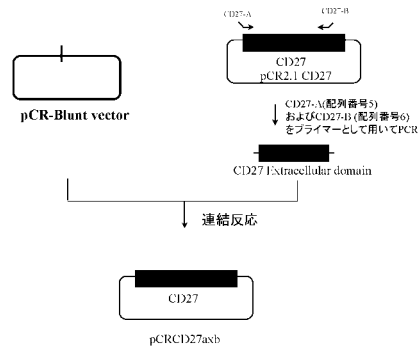 CD27-A
CD27-B
CD27
pCR2.1 CD27
pCR-Blunt vector
CD27-A(配列番号5)
およびCD27-B (配列番号6)
をプライマーとして用いてPCR
CD27 Extracellular domain
連結反応
CD27
pCRCD27axb